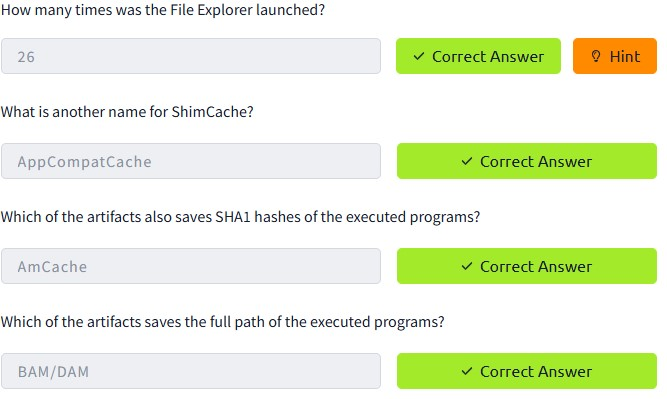 How many times was the File Explorer launched?
26 Correct Answer Hint
What is another name for ShimCache?
AppCompatCache Correct Answer
Which of the artifacts also saves SHA1 hashes of the executed programs?
AmCache Correct Answer
Which of the artifacts saves the full path of the executed programs?
BAM/DAM Correct Answer